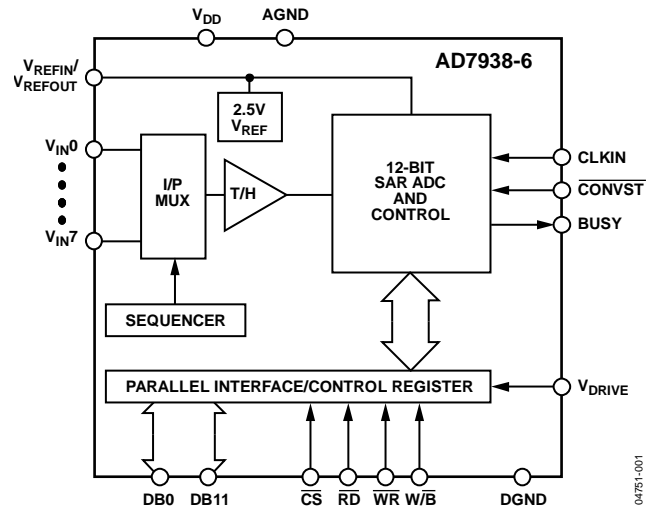 VDD
AGND
VREFIN/
VREFOUT
AD7938-6
2.5V
VREF
VIN0
I/P
MUX
T/H
12-BIT
SAR ADC
AND
CONTROL
CLKIN
CONVST
BUSY
VIN7
SEQUENCER
PARALLEL INTERFACE/CONTROL REGISTER
VDRIVE
DB0
DB11
CS
RD
WR
W/B
DGND
04751-001